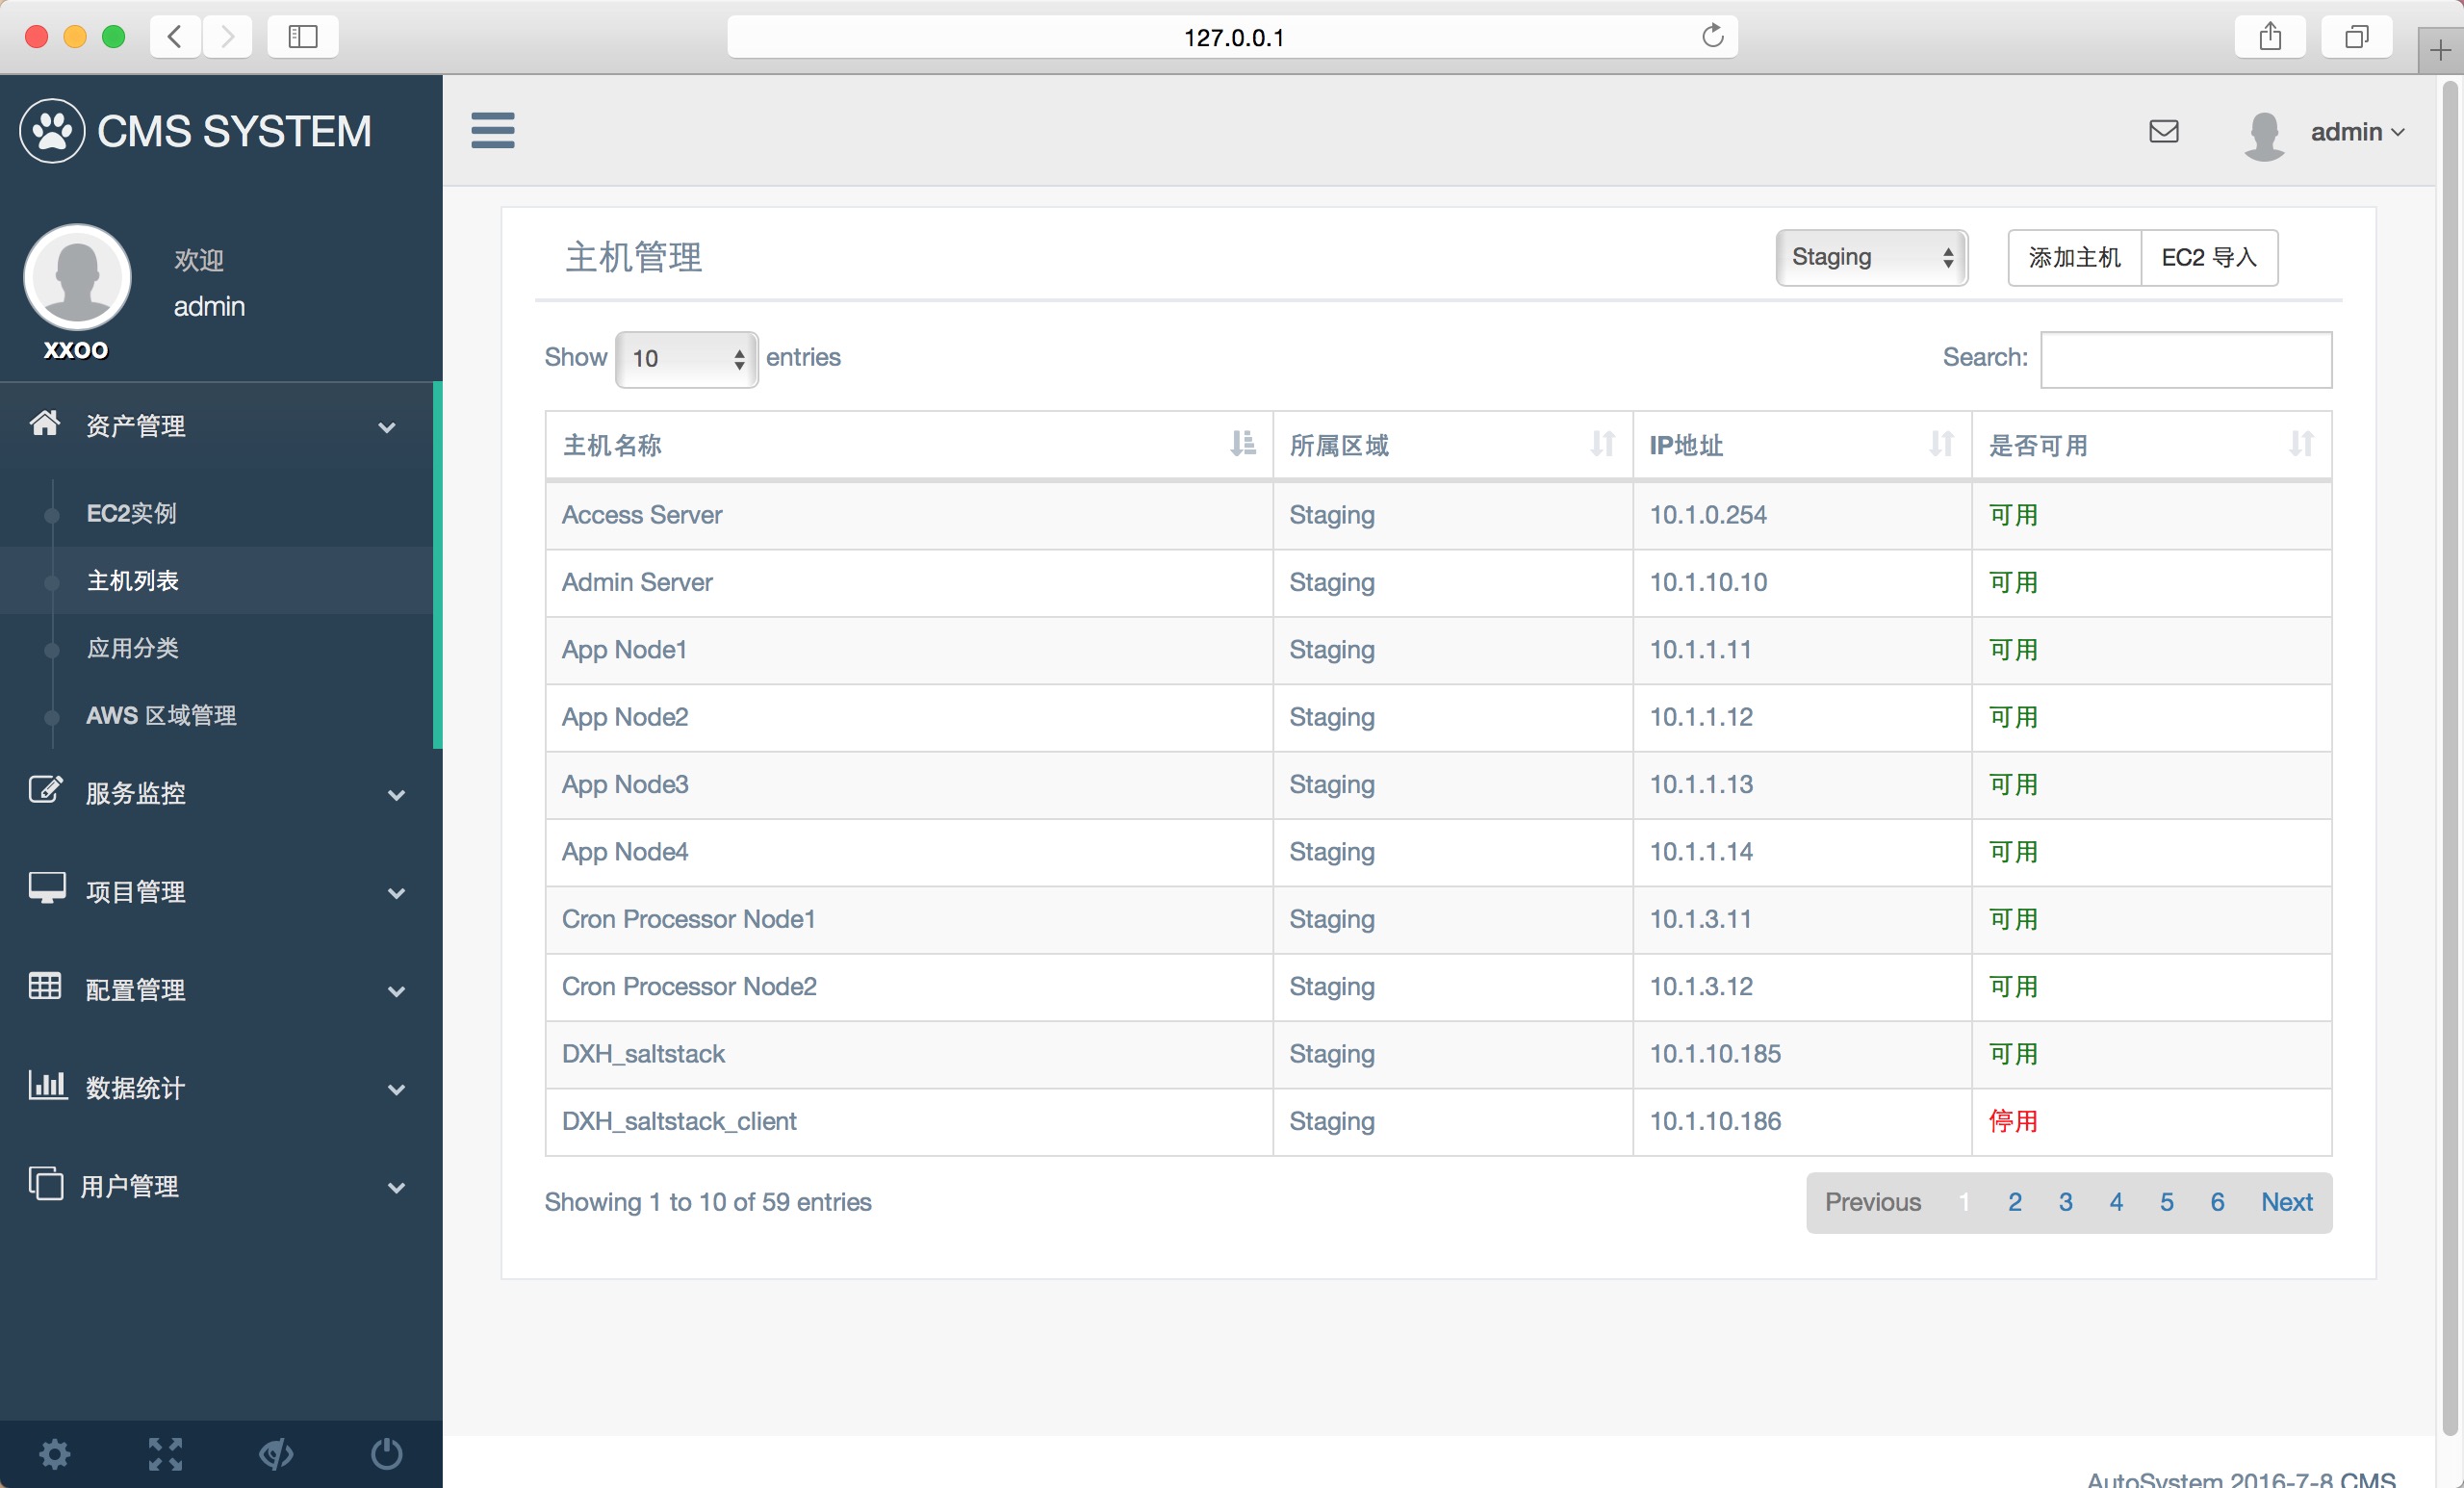 127.0.0.1
CMS SYSTEM
admin
欢迎
admin
xxoo
资产管理
EC2实例
主机列表
应用分类
AWS 区域管理
服务监控
项目管理
配置管理
数据统计
用户管理
主机管理
Staging
添加主机
EC2 导入
Show 10 entries
Search:
主机名称 所属区域 IP地址 是否可用
Access Server Staging 10.1.0.254 可用
Admin Server Staging 10.1.10.10 可用
App Node1 Staging 10.1.1.11 可用
App Node2 Staging 10.1.1.12 可用
App Node3 Staging 10.1.1.13 可用
App Node4 Staging 10.1.1.14 可用
Cron Processor Node1 Staging 10.1.3.11 可用
Cron Processor Node2 Staging 10.1.3.12 可用
DXH_saltstack Staging 10.1.10.185 可用
DXH_saltstack_client Staging 10.1.10.186 停用
Showing 1 to 10 of 59 entries
Previous 1 2 3 4 5 6 Next
AutoSystem 2016-7-8 CMS